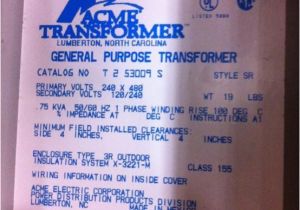 ACME
TRANSFORMER
LISTED
LUMBERTON, NORTH CAROLINA
GENERAL PURPOSE TRANSFORMER
CATALOG NO T 2 53009 S STYLE SR
PRIMARY VOLTS 240 X 480
SECONDARY VOLTS 120/240 WT 19 LBS
.75 KVA 50/60 HZ 1 PHASE WINDING RISE 100 DEG C
% IMPEDANCE AT DEG C INSTRUCTIONS A1
MINIMUM FIELD INSTALLED CLEARANCES:
SIDE 4 INCHES, VERTICAL 4 INCHES
ENCLOSURE TYPE 3R OUTDOOR
INSULATION SYSTEM X-3221-M CLASS 155
WIRING INFORMATION ON INSIDE COVER
ACME ELECTRIC CORPORATION
POWER DISTRIBUTION PRODUCTS DIVISION
LUMBERTON, NC MADE IN MEXICO